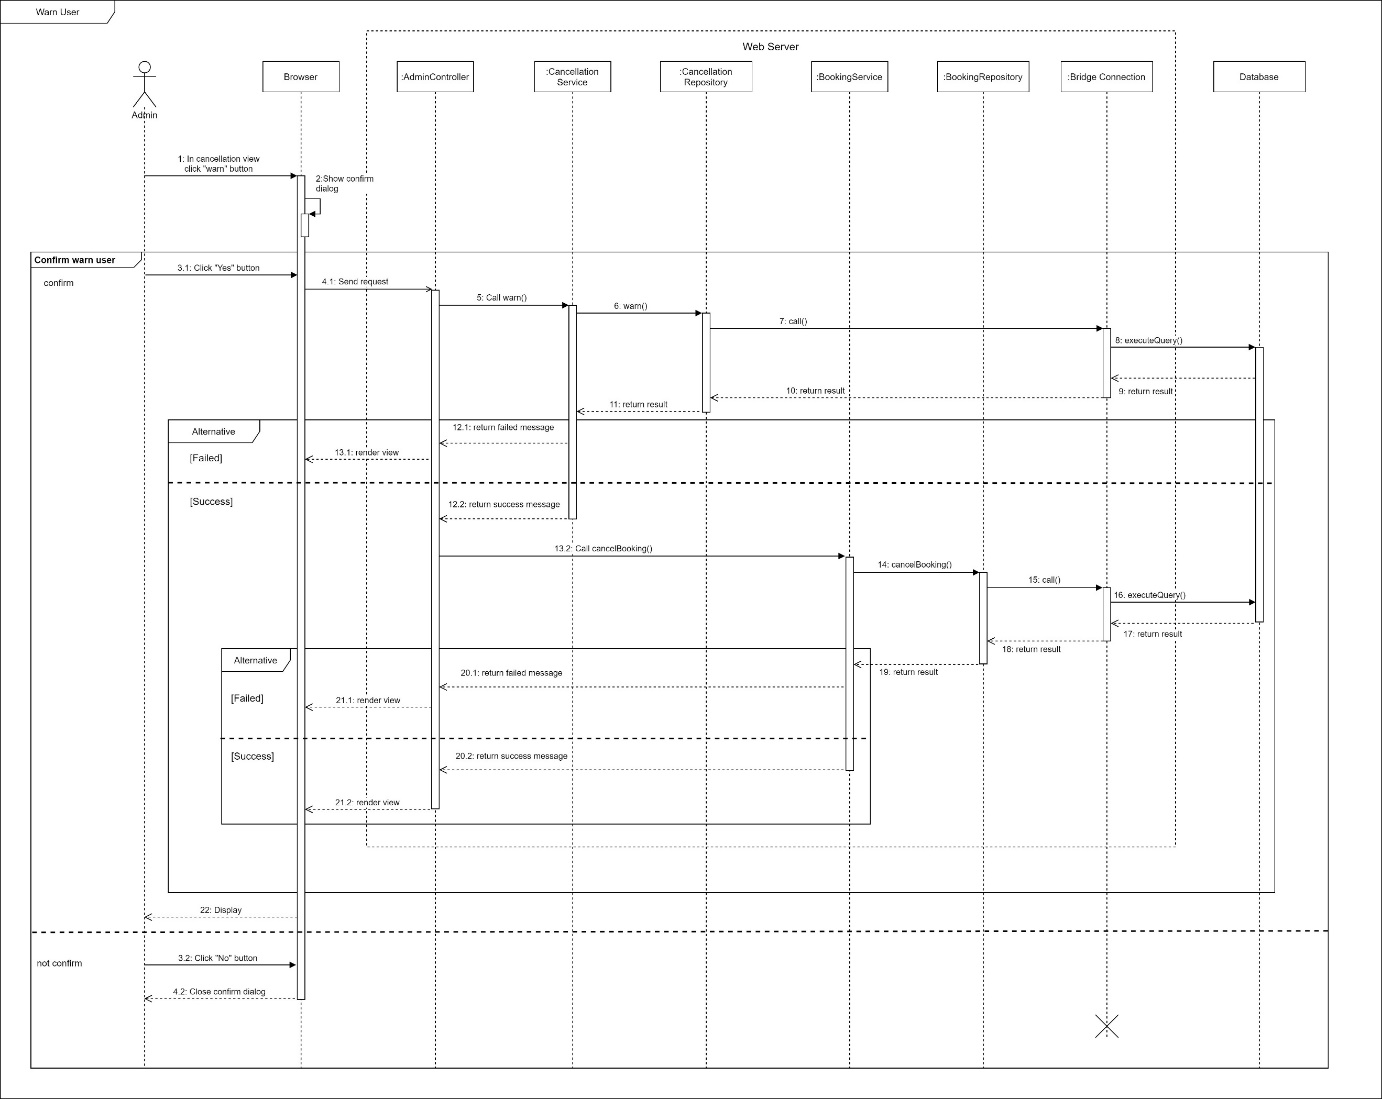 Warn User
Web Server
Browser
:AdminController
:Cancellation
Service
:Cancellation
Repository
:BookingService
:BookingRepository
:Bridge Connection
Database
Admin
1: In cancellation view
click "warn" button
2:Show confirm
dialog
Confirm warn user
3.1: Click "Yes" button
confirm
4.1: Send request
5: Call warn()
6. warn()
7: call()
8: executeQuery()
9: return result
10: return result
11: return result
Alternative
12.1: return failed message
[Failed]
13.1: render view
[Success]
12.2: return success message
13.2: Call cancelBooking()
14: cancelBooking()
15: call()
16. executeQuery()
17: return result
18: return result
Alternative
19: return result
20.1: return failed message
[Failed]
21.1: render view
[Success]
20.2: return success message
21.2: render view
22: Display
not confirm
3.2: Click "No" button
4.2: Close confirm dialog